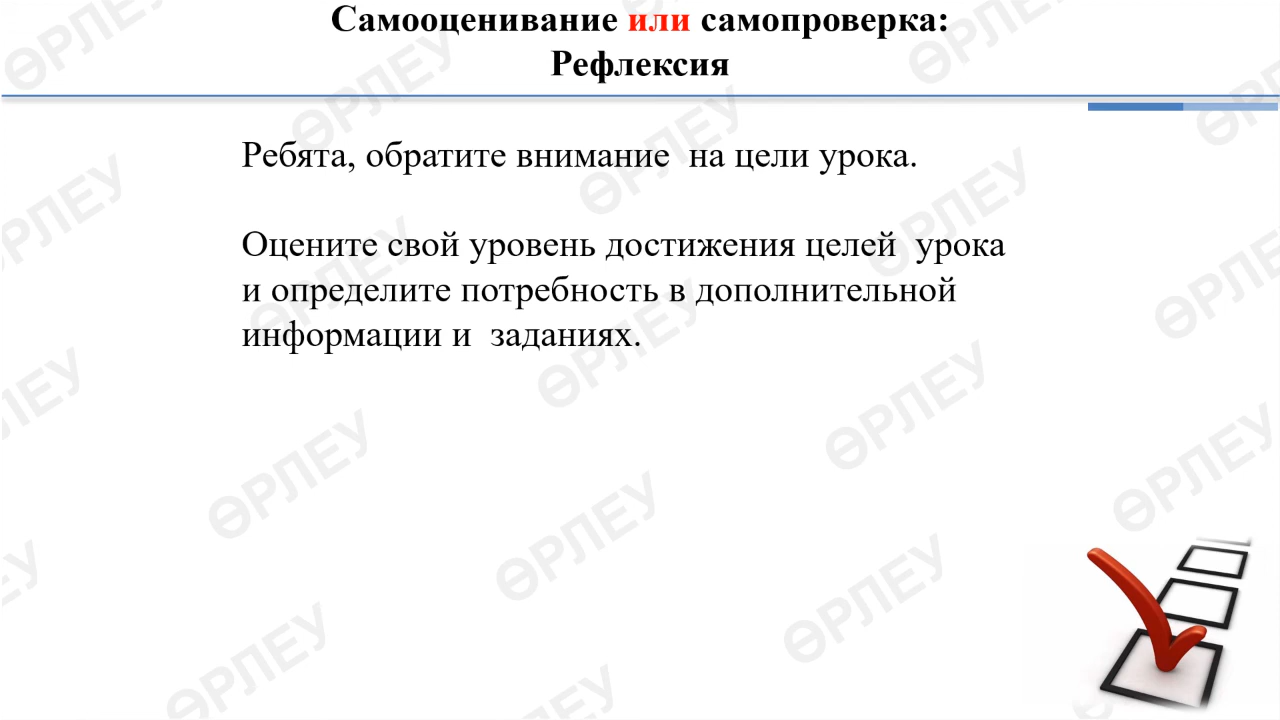 Самооценивание или самопроверка:
Рефлексия
Ребята, обратите внимание  на цели урока.
Оцените свой уровень достижения целей  урока
и определите потребность в дополнительной
информации и  заданиях.
ӨРЛЕУ